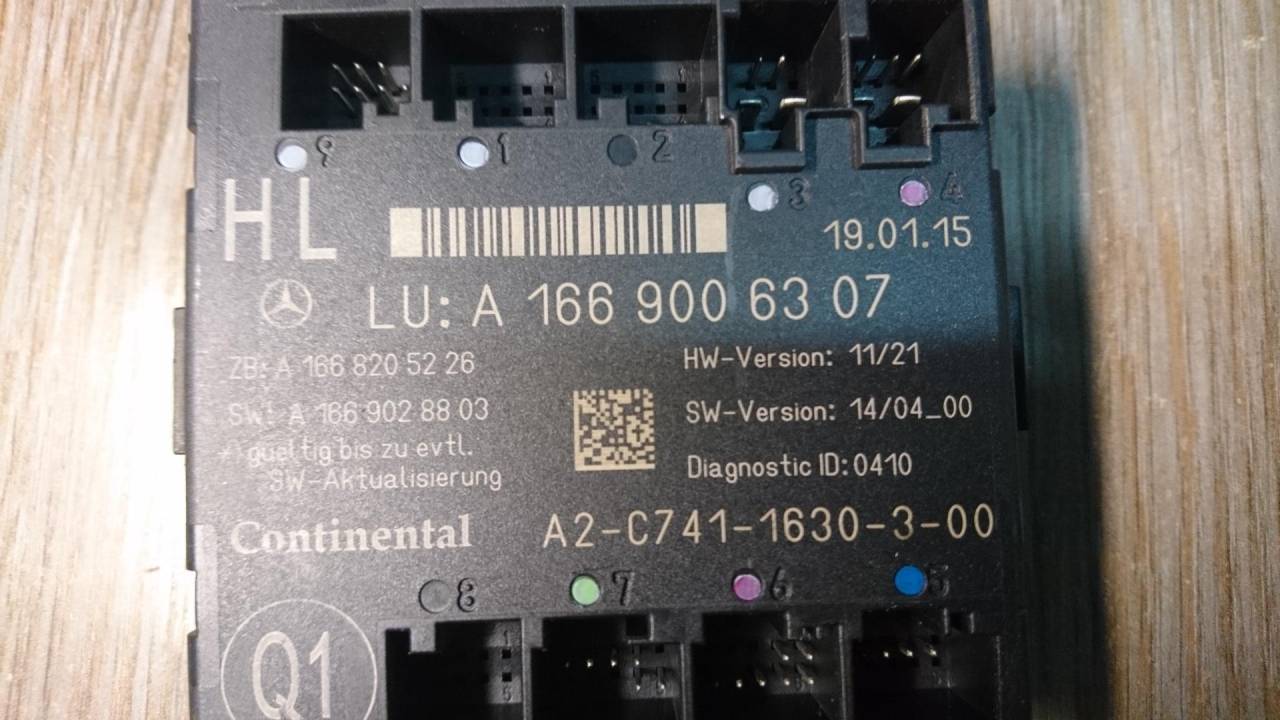 9 1 2
3 4
HL
19.01.15
LU: A 166 900 63 07
ZB: A 166 820 52 26
HW-Version: 11/21
SW: A 166 902 88 03
SW-Version: 14/04_00
*) gueltig bis zu evtl.
SW-Aktualisierung
Diagnostic ID:0410
Continental
A2-C741-1630-3-00
8 7 6 5
Q1